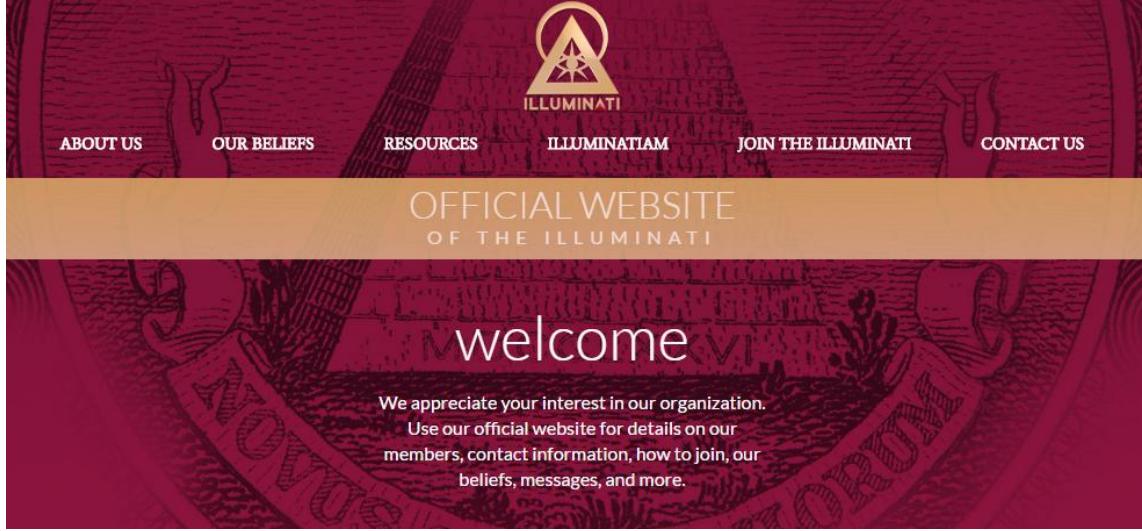 ILLUMINATI
ABOUT US OUR BELIEFS RESOURCES ILLUMINATIAM JOIN THE ILLUMINATI CONTACT US
OFFICIAL WEBSITE
OF THE ILLUMINATI
welcome
We appreciate your interest in our organization.
Use our official website for details on our
members, contact information, how to join, our
beliefs, messages, and more.
NOVUS